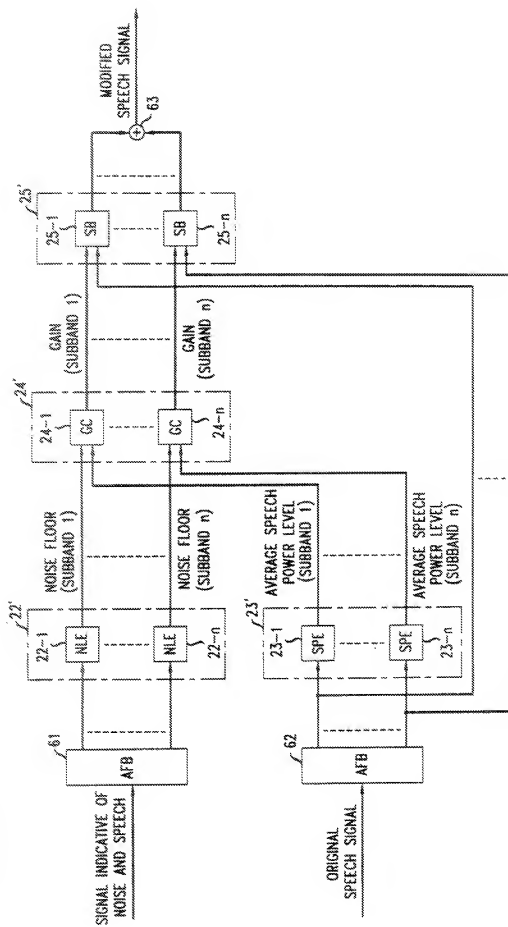 SIGNAL INDICATIVE OF
NOISE AND SPEECH
61
AFB
22'
22-1
NLE
NLE
22-n
NOISE FLOOR
(SUBBAND 1)
NOISE FLOOR
(SUBBAND n)
24'
24-1
GC
GC
24-n
GAIN
(SUBBAND 1)
GAIN
(SUBBAND n)
25'
25-1
SB
SB
25-n
63
+
MODIFIED
SPEECH SIGNAL
ORIGINAL
SPEECH SIGNAL
62
AFB
23'
23-1
SPE
SPE
23-n
AVERAGE SPEECH
POWER LEVEL
(SUBBAND 1)
AVERAGE SPEECH
POWER LEVEL
(SUBBAND n)